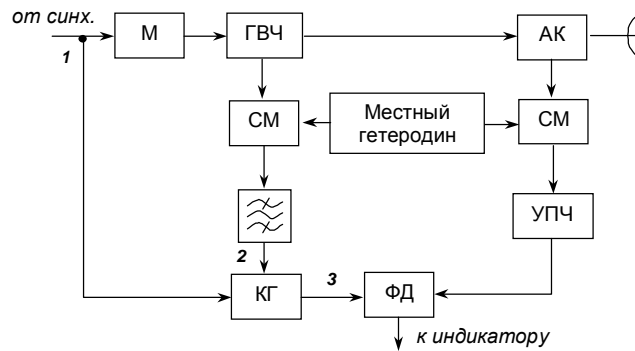 от синх.
1
М
ГВЧ
АК
СМ
Местный
гетеродин
СМ
УПЧ
2
3
КГ
ФД
к индикатору